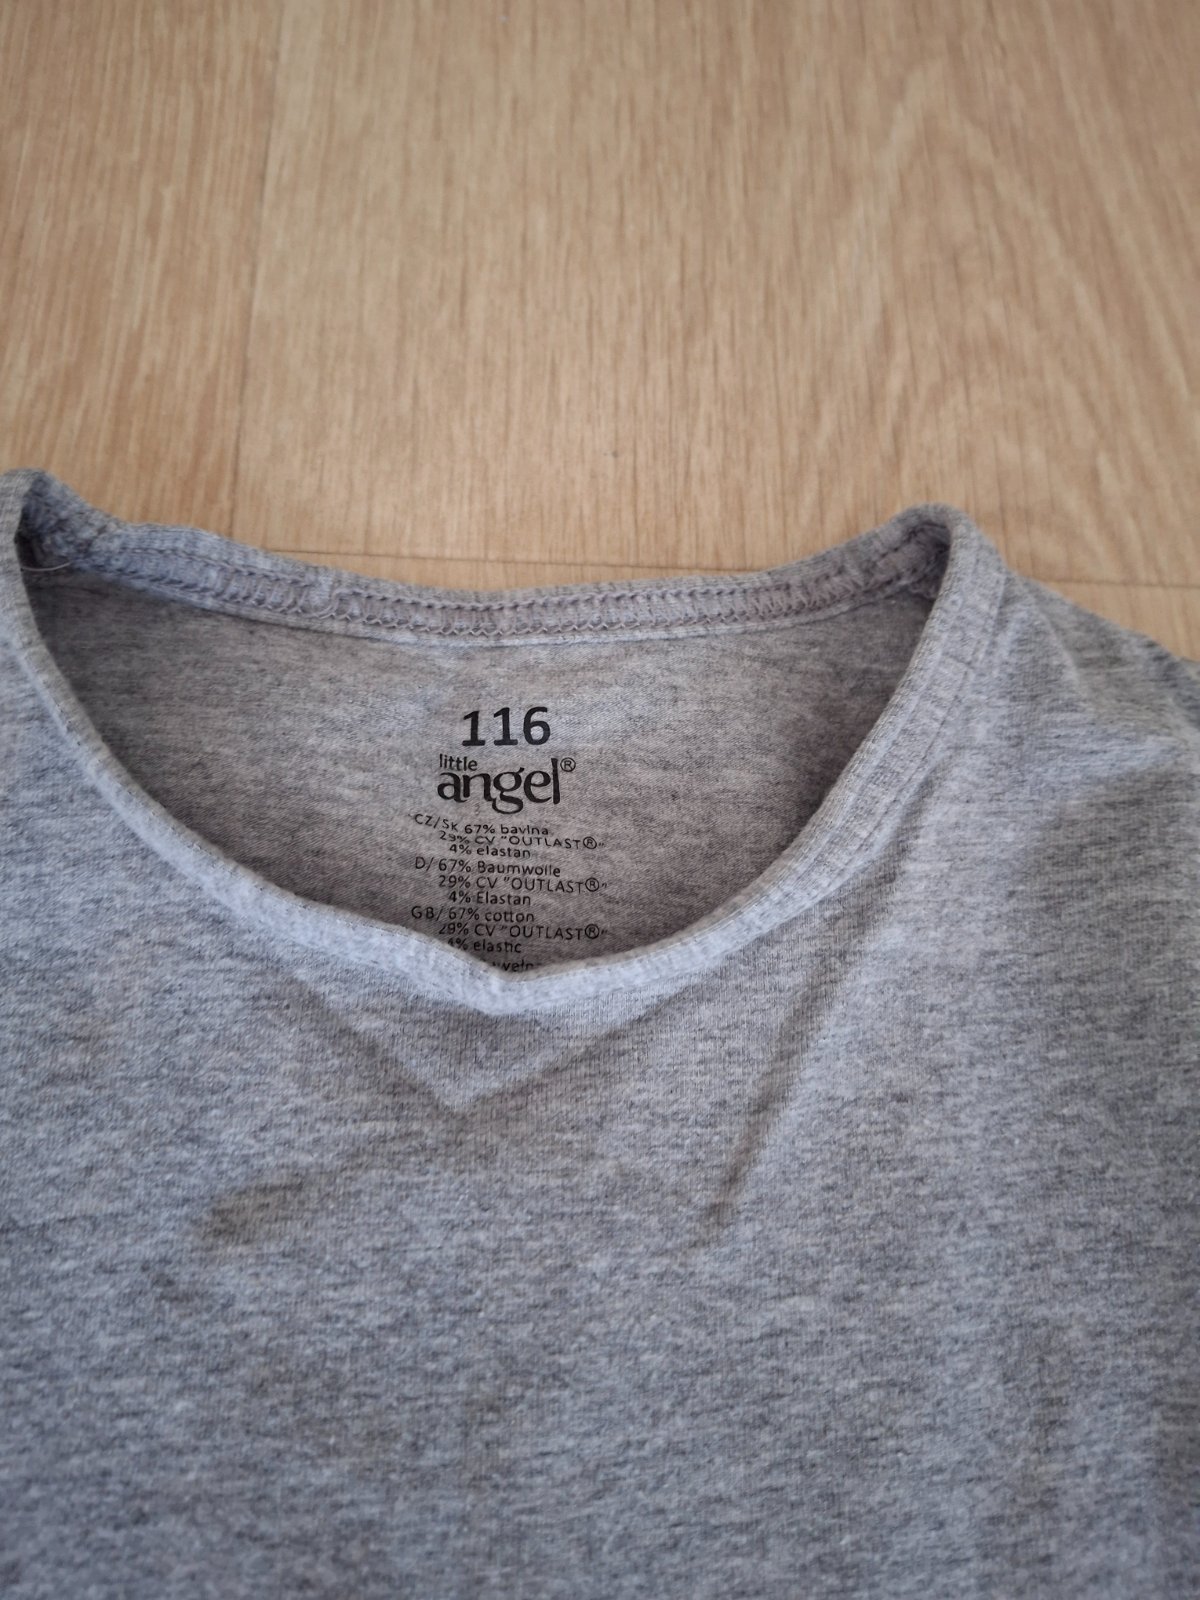 116
little
angel®
CZ/SK 67% bavlna
29% CV "OUTLAST®"
4% elastan
D/ 67% Baumwolle
29% CV "OUTLAST®"
4% Elastan
GB/ 67% cotton
29% CV "OUTLAST®"
4% elastic